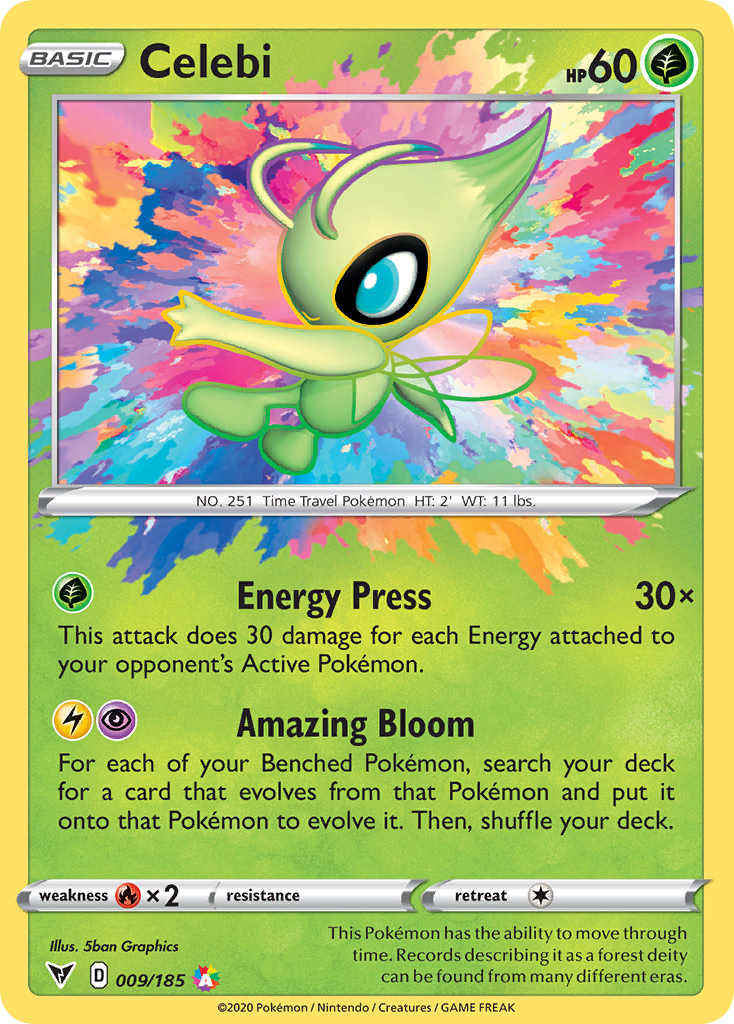 BASIC Celebi HP60
NO. 251 Time Travel Pokémon HT: 2' WT: 11 lbs.
Energy Press 30×
This attack does 30 damage for each Energy attached to
your opponent's Active Pokémon.
Amazing Bloom
For each of your Benched Pokémon, search your deck
for a card that evolves from that Pokémon and put it
onto that Pokémon to evolve it. Then, shuffle your deck.
weakness ×2 resistance retreat
Illus. 5ban Graphics
This Pokémon has the ability to move through
time. Records describing it as a forest deity
can be found from many different eras.
D 009/185 A
©2020 Pokémon / Nintendo / Creatures / GAME FREAK